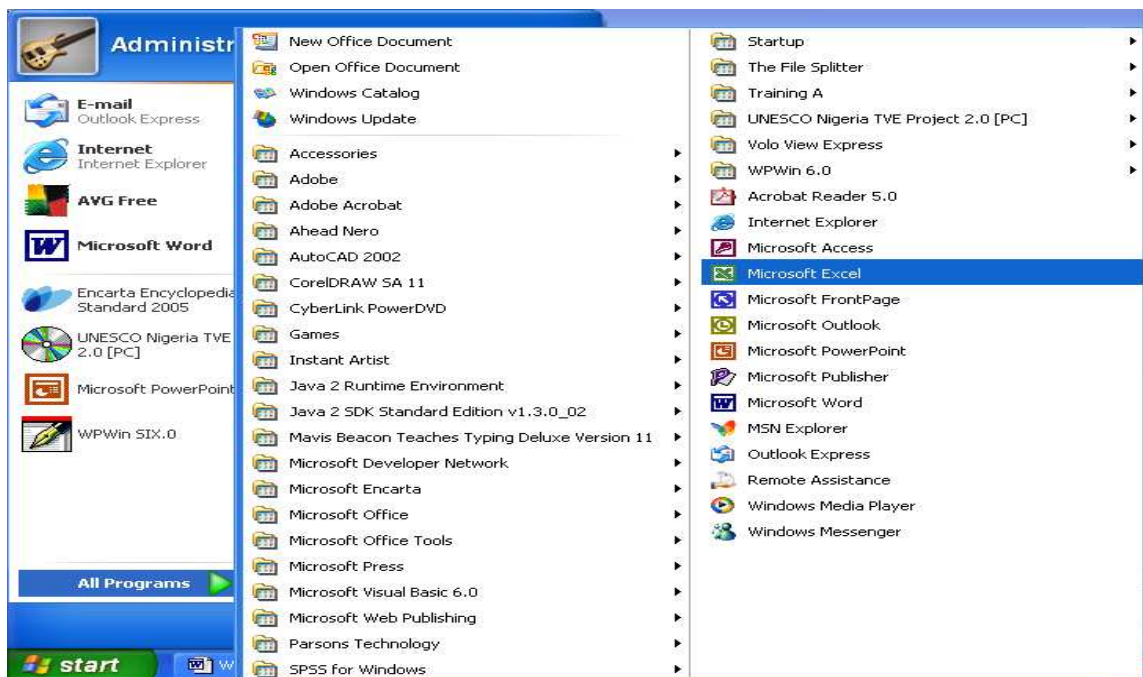 Administr
E-mail
Outlook Express
Internet
Internet Explorer
AVG Free
Microsoft Word
Encarta Encyclopedia
Standard 2005
UNESCO Nigeria TVE
2.0 [PC]
Microsoft PowerPoint
WPWin SIX.0
All Programs
start
W
New Office Document
Open Office Document
Windows Catalog
Windows Update
Accessories
Adobe
Adobe Acrobat
Ahead Nero
AutoCAD 2002
CorelDRAW SA 11
CyberLink PowerDVD
Games
Instant Artist
Java 2 Runtime Environment
Java 2 SDK Standard Edition v1.3.0_02
Mavis Beacon Teaches Typing Deluxe Version 11
Microsoft Developer Network
Microsoft Encarta
Microsoft Office
Microsoft Office Tools
Microsoft Press
Microsoft Visual Basic 6.0
Microsoft Web Publishing
Parsons Technology
SPSS for Windows
Startup
The File Splitter
Training A
UNESCO Nigeria TVE Project 2.0 [PC]
Volo View Express
WPWin 6.0
Acrobat Reader 5.0
Internet Explorer
Microsoft Access
Microsoft Excel
Microsoft FrontPage
Microsoft Outlook
Microsoft PowerPoint
Microsoft Publisher
Microsoft Word
MSN Explorer
Outlook Express
Remote Assistance
Windows Media Player
Windows Messenger